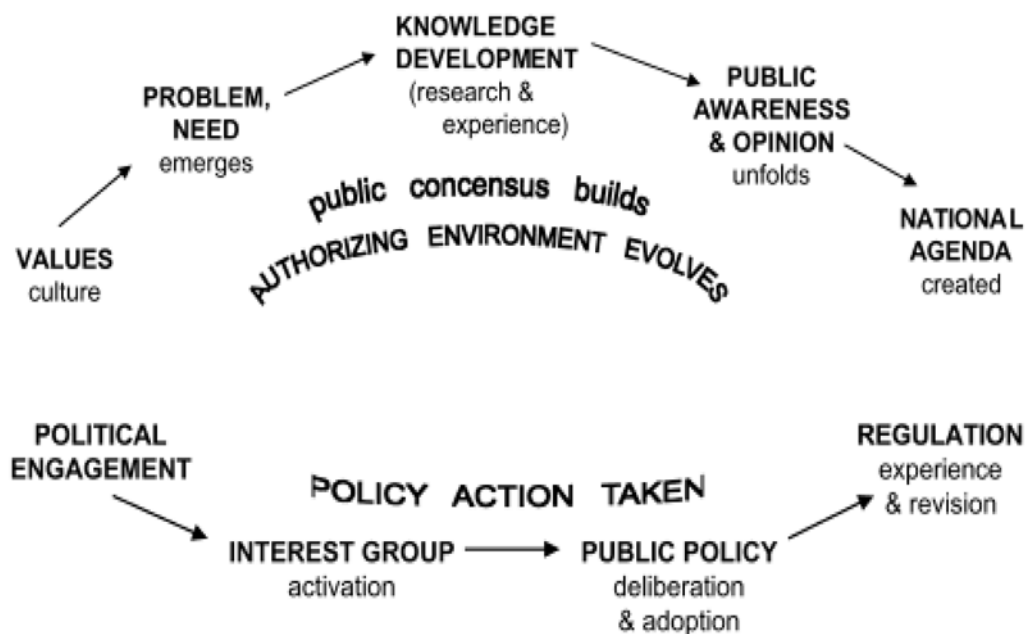 VALUES
culture
PROBLEM,
NEED
emerges
KNOWLEDGE
DEVELOPMENT
(research &
experience)
PUBLIC
AWARENESS
& OPINION
unfolds
NATIONAL
AGENDA
created
public concensus builds
AUTHORIZING ENVIRONMENT EVOLVES
POLITICAL
ENGAGEMENT
POLICY ACTION TAKEN
INTEREST GROUP
activation
PUBLIC POLICY
deliberation
& adoption
REGULATION
experience
& revision